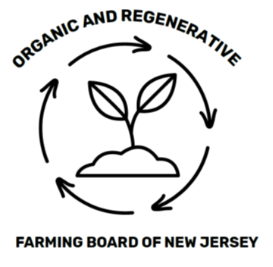 ORGANIC AND REGENERATIVE
FARMING BOARD OF NEW JERSEY